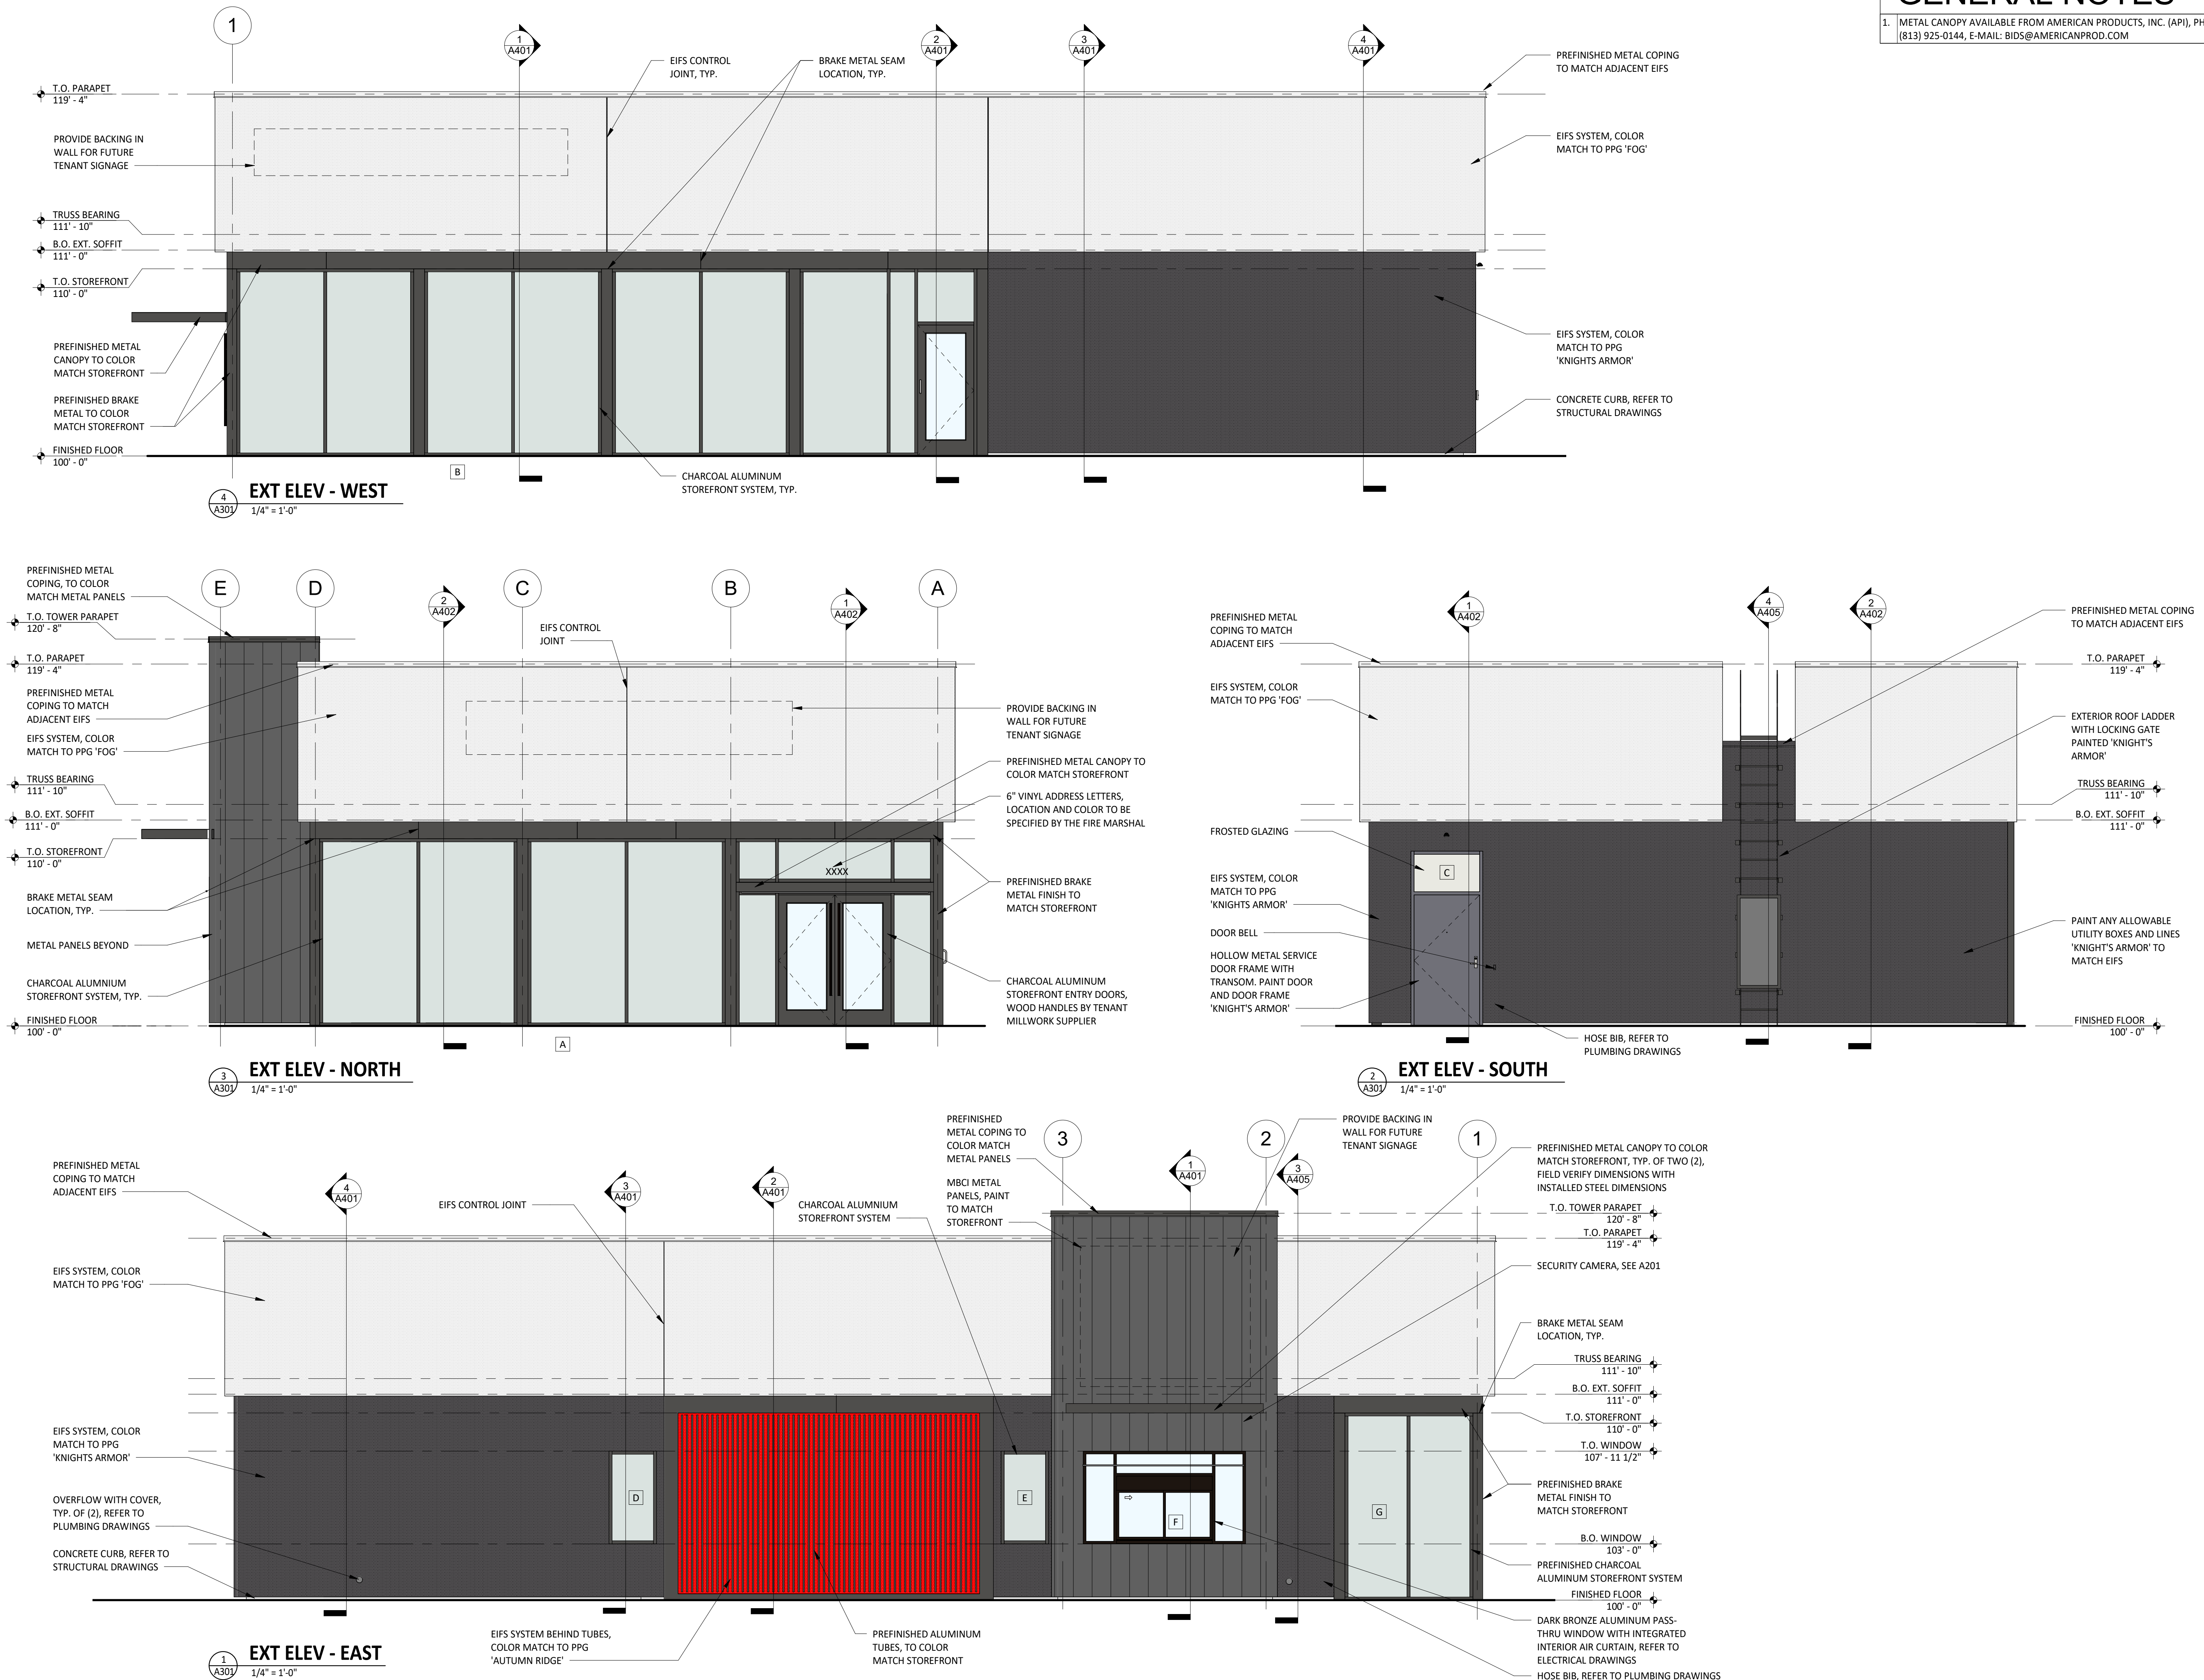 GENERAL NOTES
1. METAL CANOPY AVAILABLE FROM AMERICAN PRODUCTS, INC. (API), PH
(813) 925-0144, E-MAIL: BIDS@AMERICANPROD.COM
1
1
A401
2
A401
3
A401
4
A401
EIFS CONTROL
JOINT, TYP.
BRAKE METAL SEAM
LOCATION, TYP.
PREFINISHED METAL COPING
TO MATCH ADJACENT EIFS
T.O. PARAPET
119' - 4"
PROVIDE BACKING IN
WALL FOR FUTURE
TENANT SIGNAGE
EIFS SYSTEM, COLOR
MATCH TO PPG 'FOG'
TRUSS BEARING
111' - 10"
B.O. EXT. SOFFIT
111' - 0"
T.O. STOREFRONT
110' - 0"
PREFINISHED METAL
CANOPY TO COLOR
MATCH STOREFRONT
EIFS SYSTEM, COLOR
MATCH TO PPG
'KNIGHTS ARMOR'
PREFINISHED BRAKE
METAL TO COLOR
MATCH STOREFRONT
CONCRETE CURB, REFER TO
STRUCTURAL DRAWINGS
FINISHED FLOOR
100' - 0"
B
CHARCOAL ALUMINUM
STOREFRONT SYSTEM, TYP.
4
A301
EXT ELEV - WEST
1/4" = 1'-0"
PREFINISHED METAL
COPING, TO COLOR
MATCH METAL PANELS
E
D
C
B
A
2
A402
1
A402
T.O. TOWER PARAPET
120' - 8"
EIFS CONTROL
JOINT
T.O. PARAPET
119' - 4"
PREFINISHED METAL
COPING TO MATCH
ADJACENT EIFS
EIFS SYSTEM, COLOR
MATCH TO PPG 'FOG'
PROVIDE BACKING IN
WALL FOR FUTURE
TENANT SIGNAGE
PREFINISHED METAL CANOPY TO
COLOR MATCH STOREFRONT
TRUSS BEARING
111' - 10"
6" VINYL ADDRESS LETTERS,
LOCATION AND COLOR TO BE
SPECIFIED BY THE FIRE MARSHAL
B.O. EXT. SOFFIT
111' - 0"
T.O. STOREFRONT
110' - 0"
XXXX
BRAKE METAL SEAM
LOCATION, TYP.
PREFINISHED BRAKE
METAL FINISH TO
MATCH STOREFRONT
METAL PANELS BEYOND
CHARCOAL ALUMNIUM
STOREFRONT SYSTEM, TYP.
CHARCOAL ALUMINUM
STOREFRONT ENTRY DOORS,
WOOD HANDLES BY TENANT
MILLWORK SUPPLIER
FINISHED FLOOR
100' - 0"
A
3
A301
EXT ELEV - NORTH
1/4" = 1'-0"
1
A402
4
A405
2
A402
PREFINISHED METAL
COPING TO MATCH
ADJACENT EIFS
PREFINISHED METAL COPING
TO MATCH ADJACENT EIFS
T.O. PARAPET
119' - 4"
EIFS SYSTEM, COLOR
MATCH TO PPG 'FOG'
EXTERIOR ROOF LADDER
WITH LOCKING GATE
PAINTED 'KNIGHT'S
ARMOR'
TRUSS BEARING
111' - 10"
B.O. EXT. SOFFIT
111' - 0"
FROSTED GLAZING
C
EIFS SYSTEM, COLOR
MATCH TO PPG
'KNIGHTS ARMOR'
DOOR BELL
PAINT ANY ALLOWABLE
UTILITY BOXES AND LINES
'KNIGHT'S ARMOR' TO
MATCH EIFS
HOLLOW METAL SERVICE
DOOR FRAME WITH
TRANSOM. PAINT DOOR
AND DOOR FRAME
'KNIGHT'S ARMOR'
FINISHED FLOOR
100' - 0"
HOSE BIB, REFER TO
PLUMBING DRAWINGS
2
A301
EXT ELEV - SOUTH
1/4" = 1'-0"
PREFINISHED
METAL COPING TO
COLOR MATCH
METAL PANELS
3
2
1
PROVIDE BACKING IN
WALL FOR FUTURE
TENANT SIGNAGE
PREFINISHED METAL CANOPY TO COLOR
MATCH STOREFRONT, TYP. OF TWO (2),
FIELD VERIFY DIMENSIONS WITH
INSTALLED STEEL DIMENSIONS
PREFINISHED METAL
COPING TO MATCH
ADJACENT EIFS
4
A401
3
A401
2
A401
1
A401
3
A405
EIFS CONTROL JOINT
CHARCOAL ALUMNIUM
STOREFRONT SYSTEM
MBCI METAL
PANELS, PAINT
TO MATCH
STOREFRONT
T.O. TOWER PARAPET
120' - 8"
T.O. PARAPET
119' - 4"
EIFS SYSTEM, COLOR
MATCH TO PPG 'FOG'
SECURITY CAMERA, SEE A201
BRAKE METAL SEAM
LOCATION, TYP.
TRUSS BEARING
111' - 10"
B.O. EXT. SOFFIT
111' - 0"
T.O. STOREFRONT
110' - 0"
EIFS SYSTEM, COLOR
MATCH TO PPG
'KNIGHTS ARMOR'
T.O. WINDOW
107' - 11 1/2"
D
E
F
G
PREFINISHED BRAKE
METAL FINISH TO
MATCH STOREFRONT
OVERFLOW WITH COVER,
TYP. OF (2), REFER TO
PLUMBING DRAWINGS
B.O. WINDOW
103' - 0"
CONCRETE CURB, REFER TO
STRUCTURAL DRAWINGS
PREFINISHED CHARCOAL
ALUMINUM STOREFRONT SYSTEM
FINISHED FLOOR
100' - 0"
EIFS SYSTEM BEHIND TUBES,
COLOR MATCH TO PPG
'AUTUMN RIDGE'
PREFINISHED ALUMINUM
TUBES, TO COLOR
MATCH STOREFRONT
DARK BRONZE ALUMINUM PASS-
THRU WINDOW WITH INTEGRATED
INTERIOR AIR CURTAIN, REFER TO
ELECTRICAL DRAWINGS
HOSE BIB, REFER TO PLUMBING DRAWINGS
1
A301
EXT ELEV - EAST
1/4" = 1'-0"